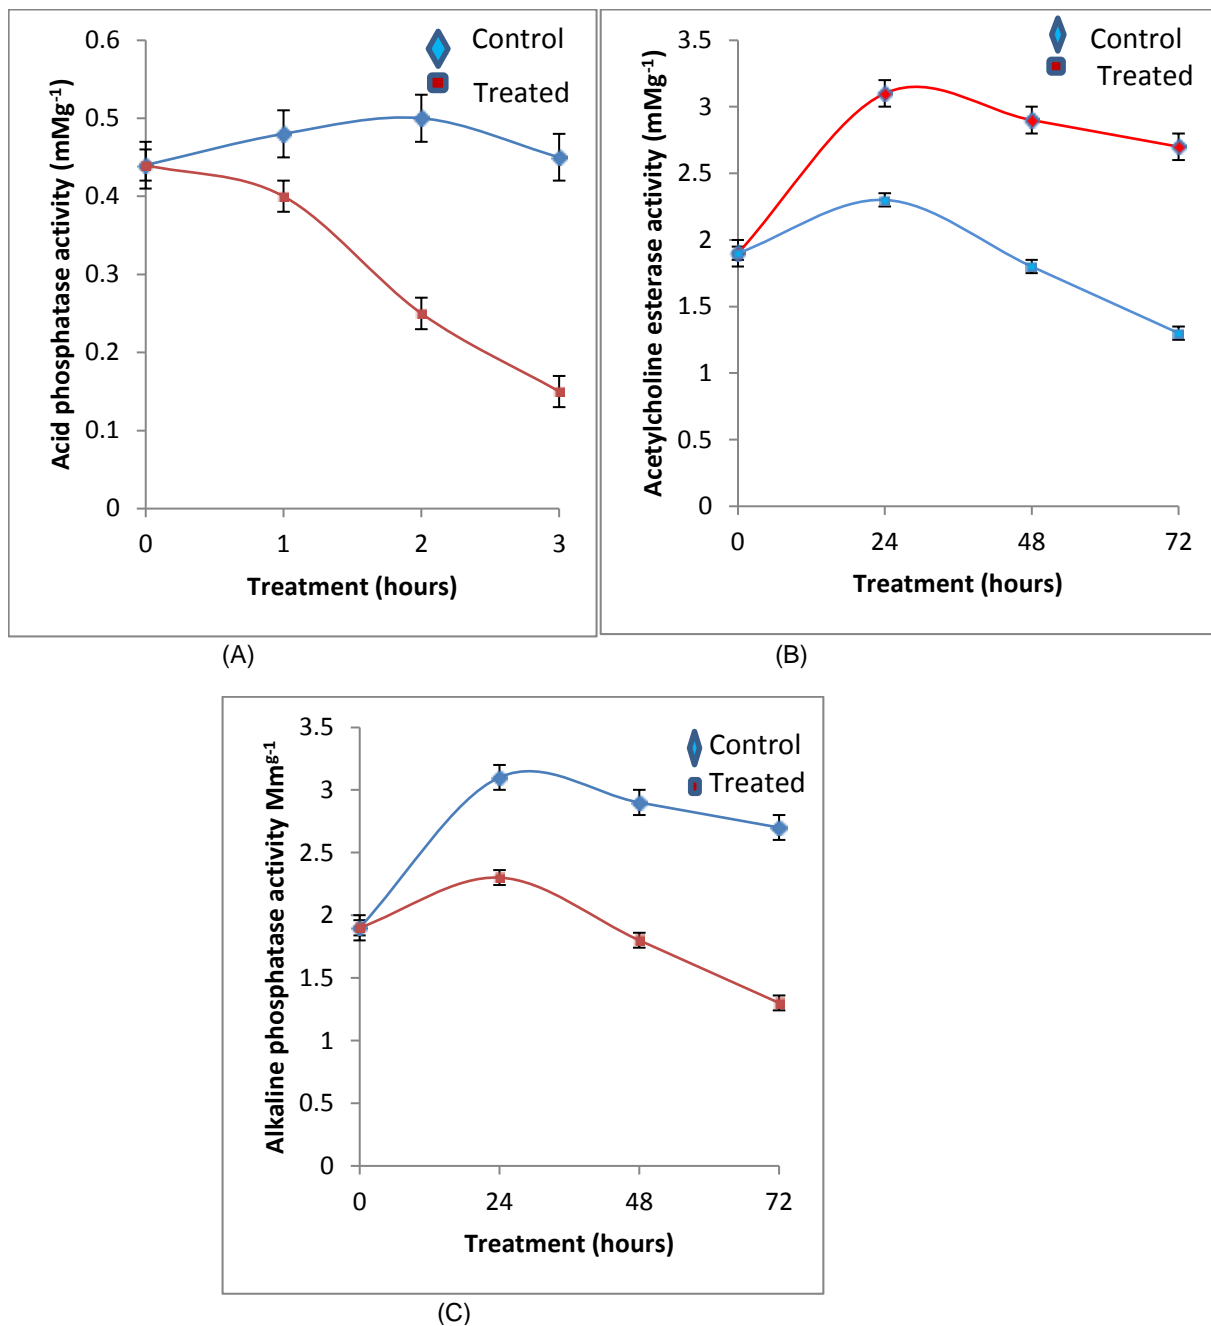 Control
Treated
Acid phosphatase activity (mMg-1)
0.6
0.5
0.4
0.3
0.2
0.1
0
0 1 2 3
Treatment (hours)
(A)
Control
Treated
Acetylcholine esterase activity (mMg-1)
3.5
3
2.5
2
1.5
1
0.5
0
0 24 48 72
Treatment (hours)
(B)
Control
Treated
Alkaline phosphatase activity Mmg-1
3.5
3
2.5
2
1.5
1
0.5
0
0 24 48 72
Treatment (hours)
(C)